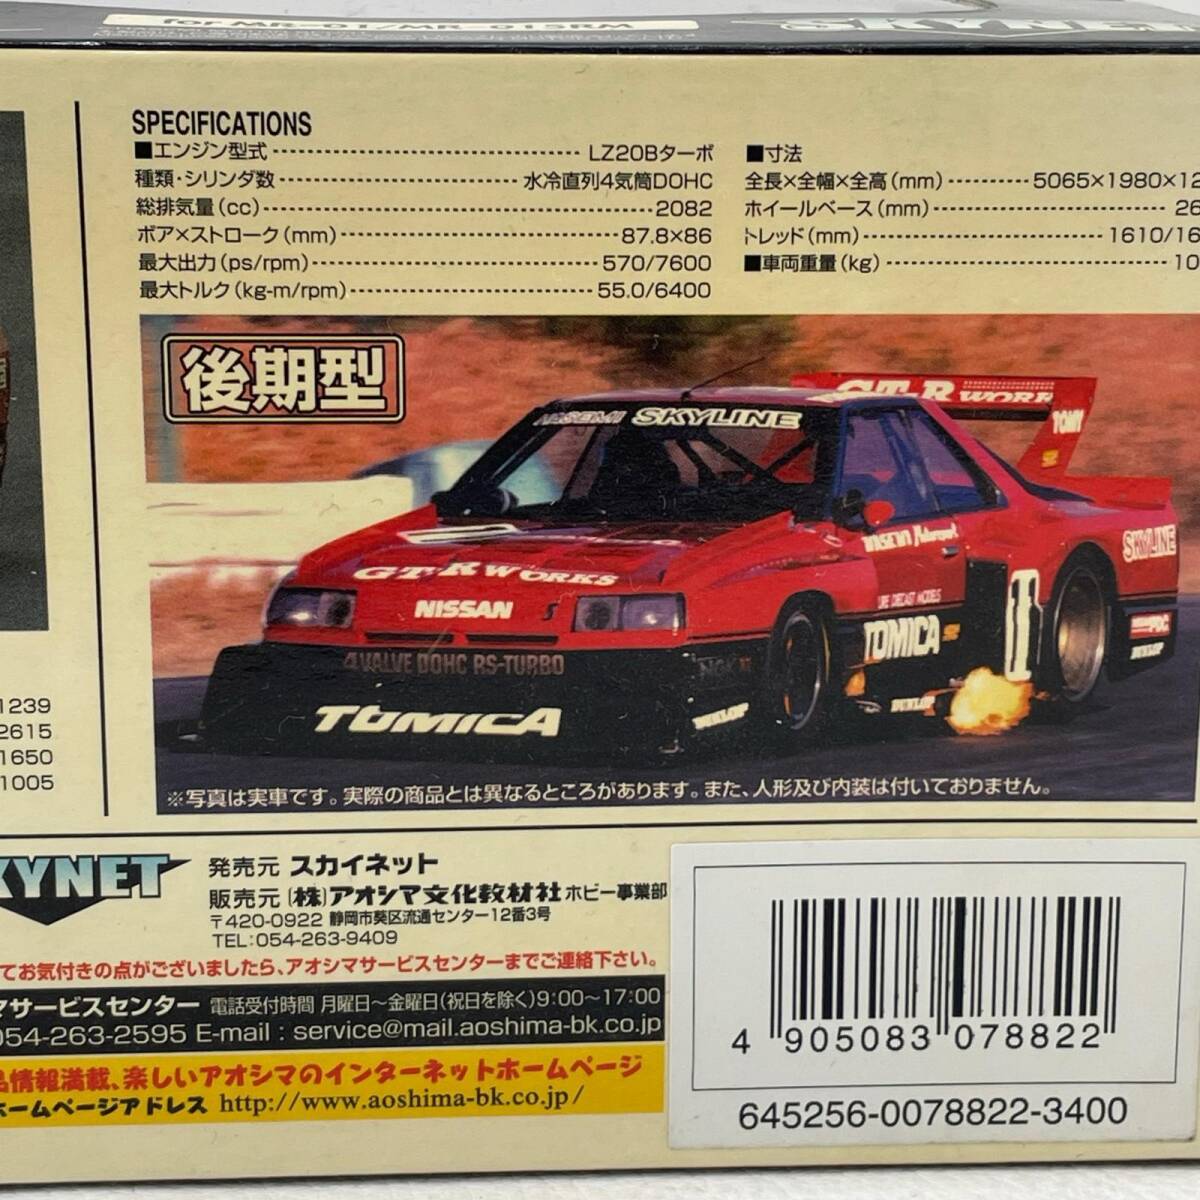 for MR-01/MR-015RM
SKYNET
SPECIFICATIONS
■エンジン型式 LZ20Bターボ
種類・シリンダ数 水冷直列4気筒DOHC
総排気量(cc) 2082
ボア×ストローク(mm) 87.8×86
最大出力(ps/rpm) 570/7600
最大トルク(kg-m/rpm) 55.0/6400
■寸法
全長×全幅×全高(mm) 5065×1980×12
ホイールベース(mm) 26
トレッド(mm) 1610/16
■車両重量(kg) 10
後期型
GT-R WORK
TOMY
HASEMI SKYLINE
HASEMI Motorsport
SKYLINE
GT-R WORKS
NISSAN
URE DIECAST MODELS
TOMICA
4VALVE DOHC RS-TURBO
NGK
DUNLOP
DUNLOP
DUNLOP
TOMICA
※写真は実車です。実際の商品とは異なるところがあります。また、人形及び内装は付いておりません。
1239
2615
1650
1005
KYNET
発売元 スカイネット
販売元 (株)アオシマ文化教材社 ホビー事業部
〒420-0922 静岡市葵区流通センター12番3号
TEL:054-263-9409
てお気付きの点がございましたら、アオシマサービスセンターまでご連絡下さい。
マサービスセンター 電話受付時間 月曜日〜金曜日(祝日を除く)9:00〜17:00
054-263-2595 E-mail : service@mail.aoshima-bk.co.jp
品情報満載、楽しいアオシマのインターネットホームページ
ホームページアドレス http://www.aoshima-bk.co.jp/
4 905083 078822
645256-0078822-3400